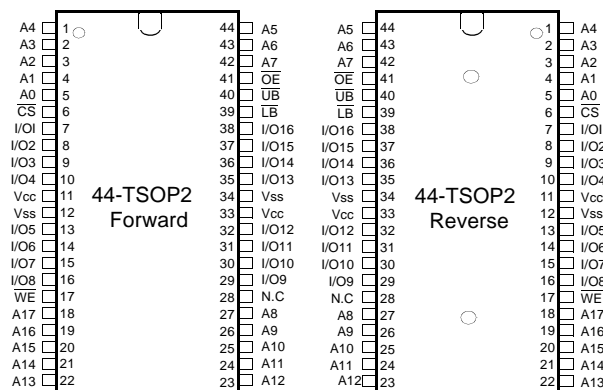 A4 1 44 A5 A5 44 1 A4
A3 2 43 A6 A6 43 2 A3
A2 3 42 A7 A7 42 3 A2
A1 4 41 OE OE 41 4 A1
A0 5 40 UB UB 40 5 A0
CS 6 39 LB LB 39 6 CS
I/OI 7 38 I/O16 I/O16 38 7 I/OI
I/O2 8 37 I/O15 I/O15 37 8 I/O2
I/O3 9 36 I/O14 I/O14 36 9 I/O3
I/O4 10 35 I/O13 I/O13 35 10 I/O4
Vcc 11 44-TSOP2 34 Vss Vss 34 44-TSOP2 11 Vcc
Vss 12 Forward 33 Vcc Vcc 33 Reverse 12 Vss
I/O5 13 32 I/O12 I/O12 32 13 I/O5
I/O6 14 31 I/O11 I/O11 31 14 I/O6
I/O7 15 30 I/O10 I/O10 30 15 I/O7
I/O8 16 29 I/O9 I/O9 29 16 I/O8
WE 17 28 N.C N.C 28 17 WE
A17 18 27 A8 A8 27 18 A17
A16 19 26 A9 A9 26 19 A16
A15 20 25 A10 A10 25 20 A15
A14 21 24 A11 A11 24 21 A14
A13 22 23 A12 A12 23 22 A13